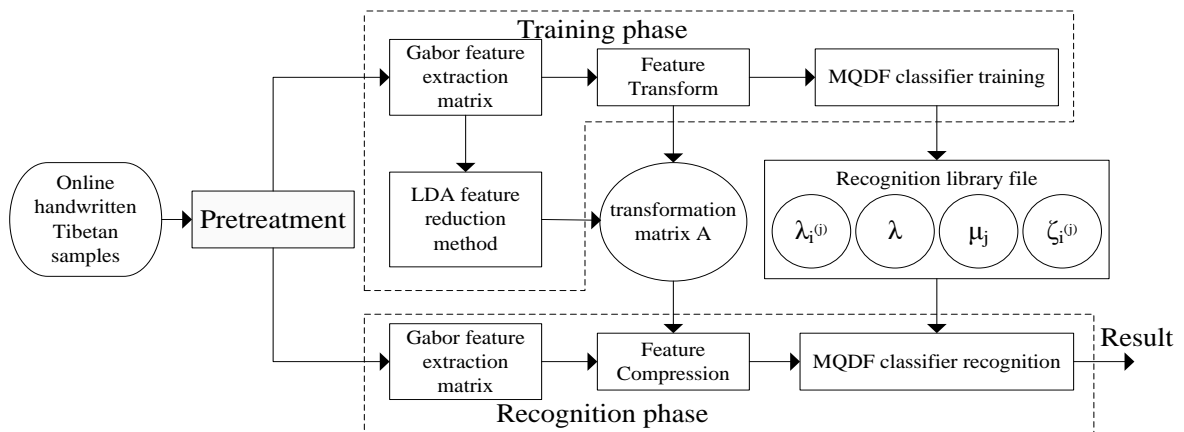 Training phase
Gabor feature
extraction
matrix
Feature
Transform
MQDF classifier training
LDA feature
reduction
method
transformation
matrix A
Recognition library file
λi(j)
λ
μj
ζi(j)
Online
handwritten
Tibetan
samples
Pretreatment
Gabor feature
extraction
matrix
Feature
Compression
MQDF classifier recognition
Result
Recognition phase